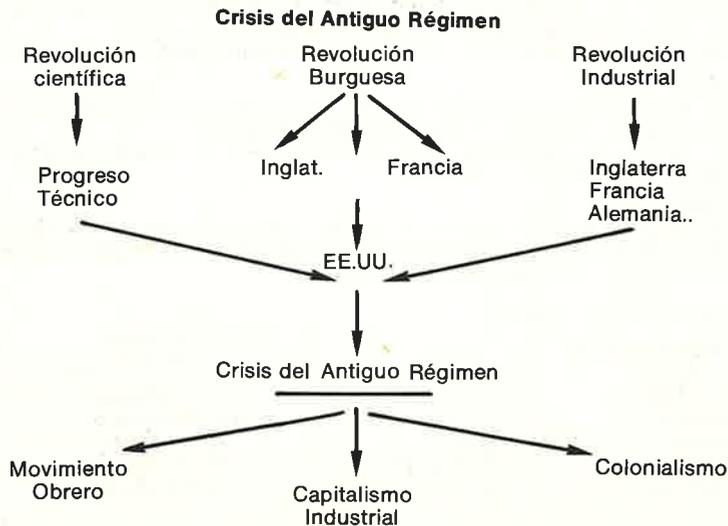 Crisis del Antiguo Régimen
Revolución
científica
Revolución
Burguesa
Revolución
Industrial
Progreso
Técnico
Inglat.
Francia
Inglaterra
Francia
Alemania..
EE.UU.
Crisis del Antiguo Régimen
Movimiento
Obrero
Capitalismo
Industrial
Colonialismo